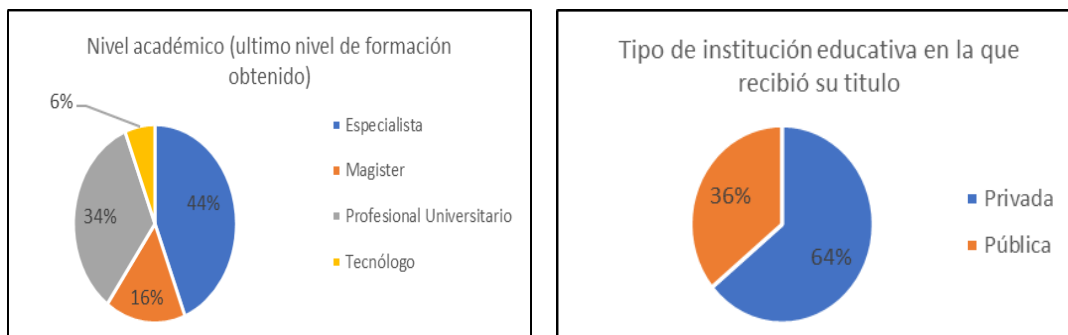 Nivel académico (ultimo nivel de formación
obtenido)
6%
Especialista
Magister
44%
34%
Profesional Universitario
Tecnólogo
16%
Tipo de institución educativa en la que
recibió su titulo
36%
Privada
Pública
64%